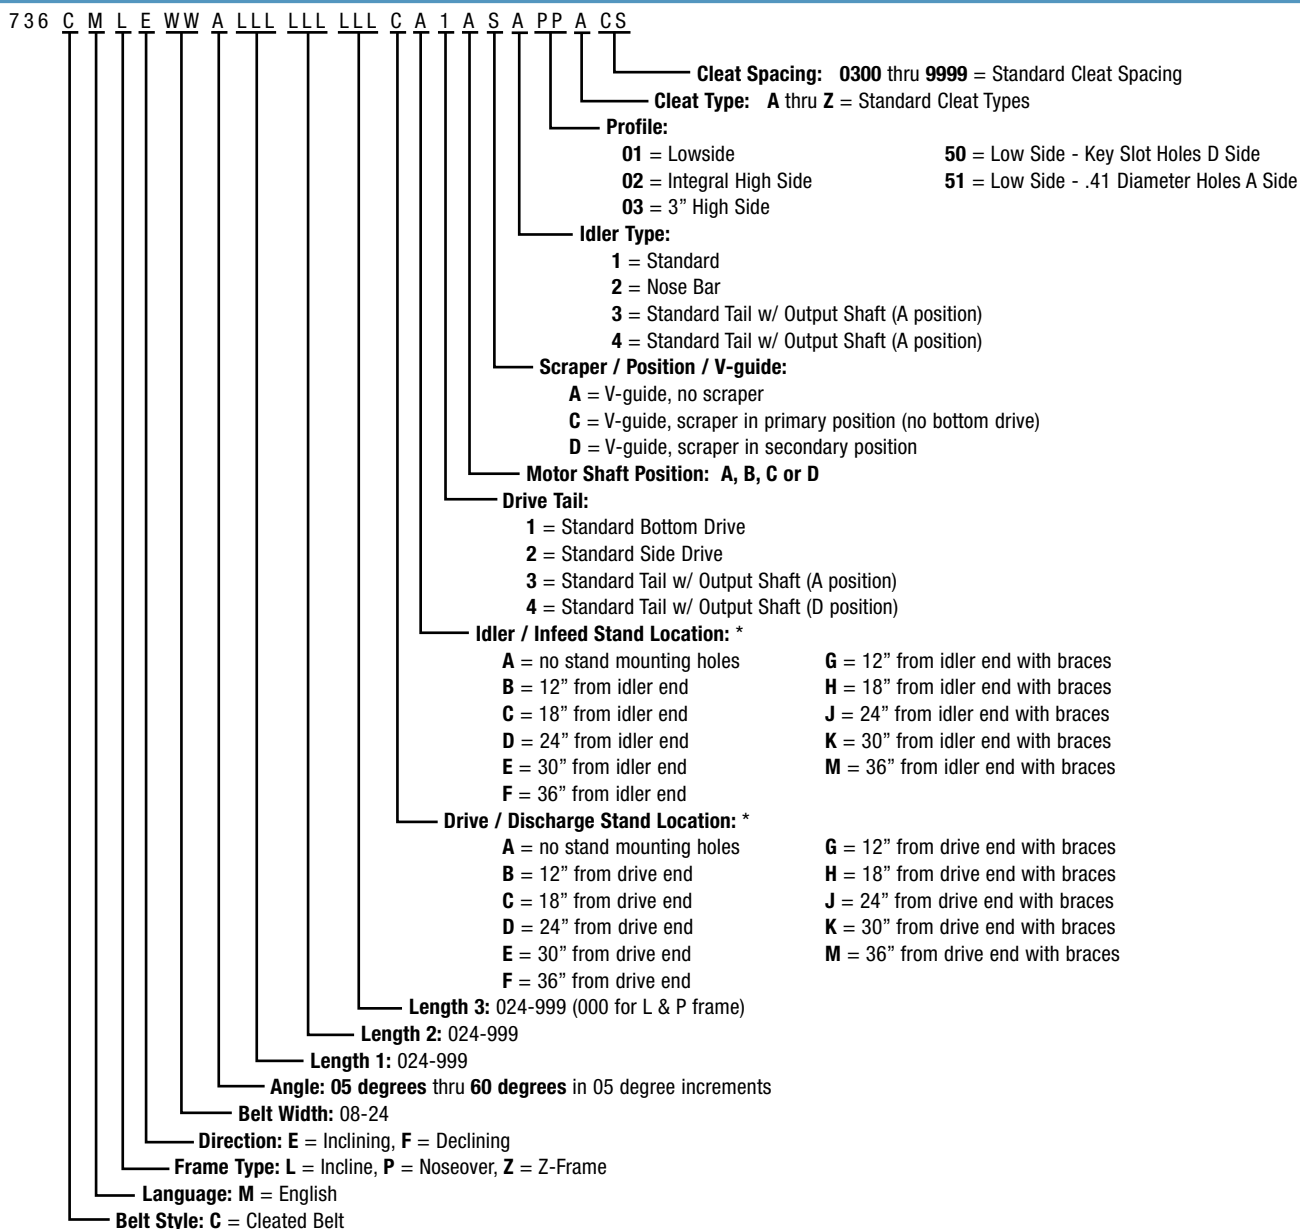 736 C M L E WW A LLL LLL LLL C A 1 A S A PP A CS
Cleat Spacing: 0300 thru 9999 = Standard Cleat Spacing
Cleat Type: A thru Z = Standard Cleat Types
Profile:
01 = Lowside 50 = Low Side - Key Slot Holes D Side
02 = Integral High Side 51 = Low Side - .41 Diameter Holes A Side
03 = 3” High Side
Idler Type:
1 = Standard
2 = Nose Bar
3 = Standard Tail w/ Output Shaft (A position)
4 = Standard Tail w/ Output Shaft (A position)
Scraper / Position / V-guide:
A = V-guide, no scraper
C = V-guide, scraper in primary position (no bottom drive)
D = V-guide, scraper in secondary position
Motor Shaft Position: A, B, C or D
Drive Tail:
1 = Standard Bottom Drive
2 = Standard Side Drive
3 = Standard Tail w/ Output Shaft (A position)
4 = Standard Tail w/ Output Shaft (D position)
Idler / Infeed Stand Location: *
A = no stand mounting holes G = 12” from idler end with braces
B = 12” from idler end H = 18” from idler end with braces
C = 18” from idler end J = 24” from idler end with braces
D = 24” from idler end K = 30” from idler end with braces
E = 30” from idler end M = 36” from idler end with braces
F = 36” from idler end
Drive / Discharge Stand Location: *
A = no stand mounting holes G = 12” from drive end with braces
B = 12” from drive end H = 18” from drive end with braces
C = 18” from drive end J = 24” from drive end with braces
D = 24” from drive end K = 30” from drive end with braces
E = 30” from drive end M = 36” from drive end with braces
F = 36” from drive end
Length 3: 024-999 (000 for L & P frame)
Length 2: 024-999
Length 1: 024-999
Angle: 05 degrees thru 60 degrees in 05 degree increments
Belt Width: 08-24
Direction: E = Inclining, F = Declining
Frame Type: L = Incline, P = Noseover, Z = Z-Frame
Language: M = English
Belt Style: C = Cleated Belt